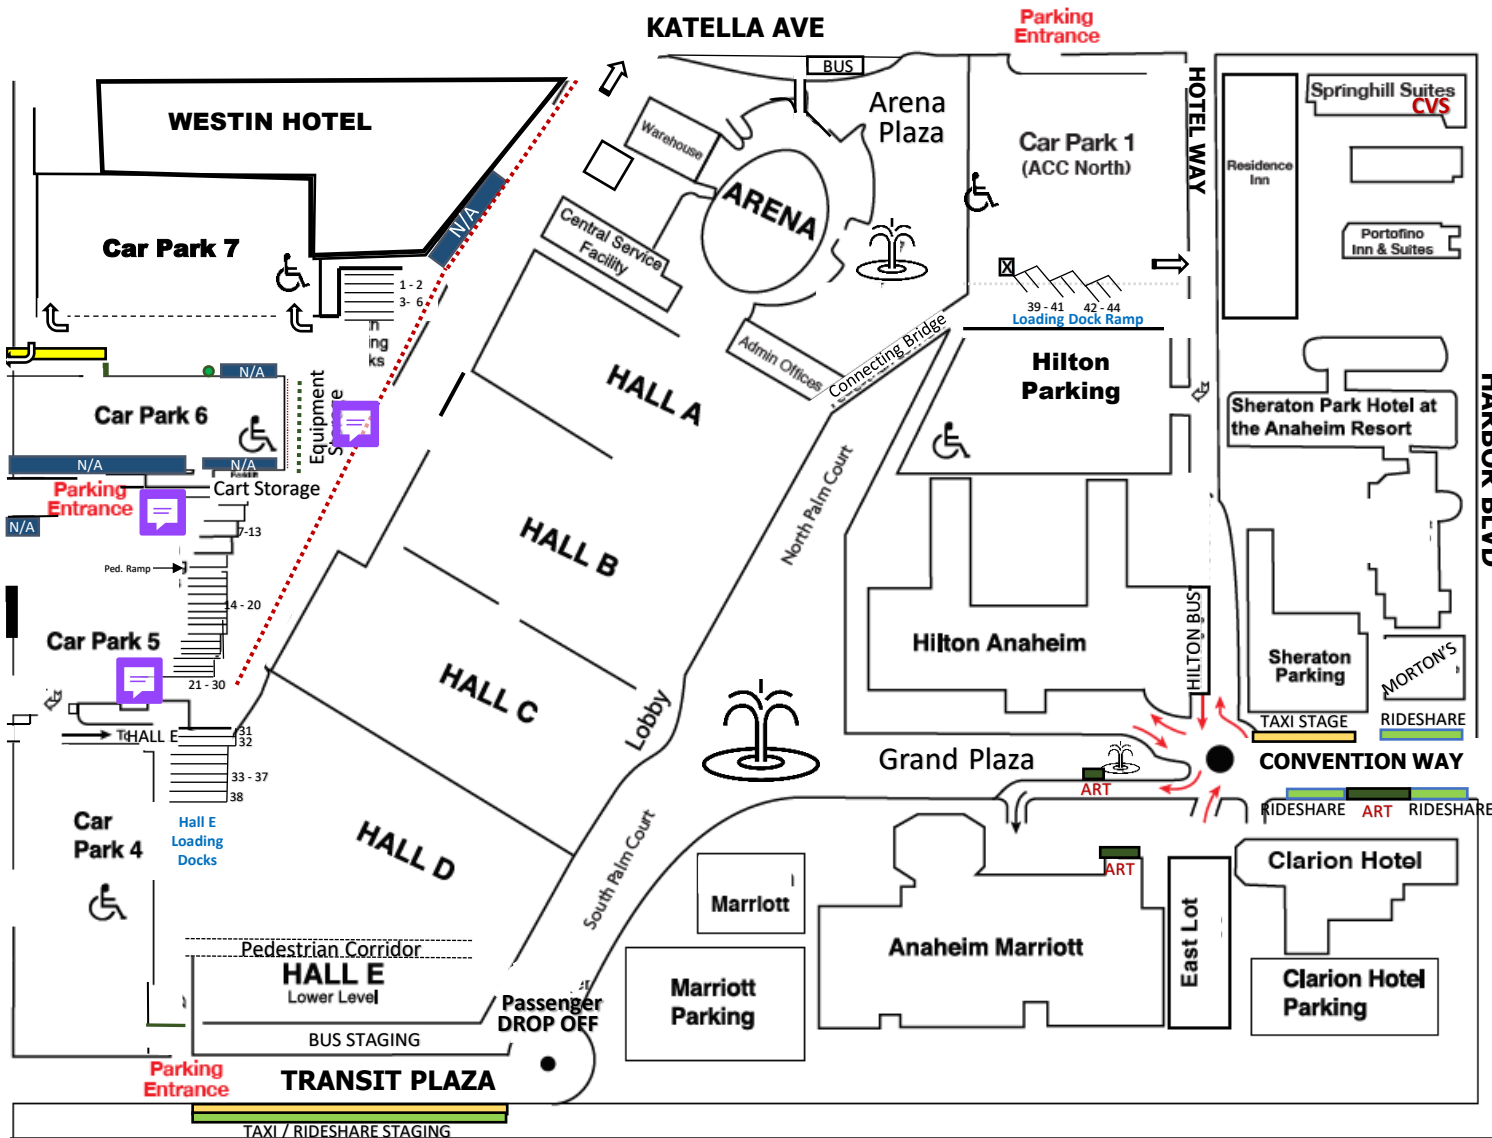 KATELLA AVE
Parking
Entrance
BUS
HOTEL WAY
WESTIN HOTEL
Arena
Plaza
Springhill Suites
CVS
Warehouse
Car Park 1
(ACC North)
Residence
Inn
ARENA
N/A
Car Park 7
Central Service
Facility
Portofino
Inn & Suites
1 - 2
3- 6
X
39 - 41
42 - 44
Loading Dock Ramp
Admin Offices
Connecting Bridge
Hilton
Parking
HALL A
N/A
Car Park 6
Equipment
Sheraton Park Hotel at
the Anaheim Resort
HARBOR BLVD
N/A
N/A
Cart Storage
Parking
Entrance
North Palm Court
N/A
7-13
HALL B
Ped. Ramp
14 - 20
HILTON BUS
Car Park 5
Hilton Anaheim
Sheraton
Parking
MORTON'S
21 - 30
HALL C
Lobby
TAXI STAGE
RIDESHARE
HALL E
31
32
Grand Plaza
CONVENTION WAY
33 - 37
38
ART
RIDESHARE
ART
RIDESHARE
Car
Park 4
Hall E
Loading
Docks
HALL D
South Palm Court
ART
Clarion Hotel
Marriott
Anaheim Marriott
East Lot
Pedestrian Corridor
HALL E
Lower Level
Passenger
DROP OFF
Marriott
Parking
Clarion Hotel
Parking
BUS STAGING
Parking
Entrance
TRANSIT PLAZA
TAXI / RIDESHARE STAGING